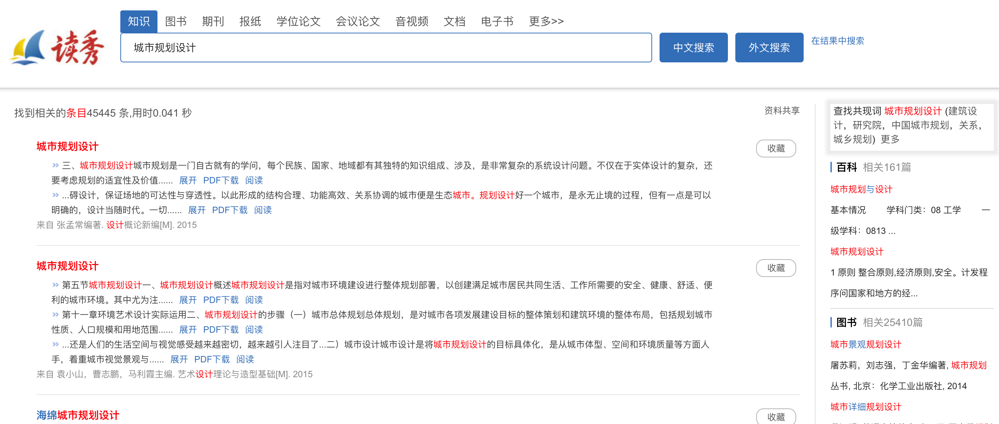 知识 图书 期刊 报纸 学位论文 会议论文 音视频 文档 电子书 更多>>
读秀
城市规划设计 中文搜索 外文搜索 在结果中搜索
找到相关的条目45445 条,用时0.041 秒
资料共享
城市规划设计
收藏
» 三、城市规划设计城市规划是一门自古就有的学问，每个民族、国家、地域都有其独特的知识组成、涉及，是非常复杂的系统设计问题。不仅在于实体设计的复杂，还
要考虑规划的适宜性及价值...... 展开 PDF下载 阅读
» ...碍设计，保证场地的可达性与穿透性。以此形成的结构合理、功能高效、关系协调的城市便是生态城市。规划设计好一个城市，是永无止境的过程，但有一点是可以
明确的，设计当随时代。一切...... 展开 PDF下载 阅读
来自 张孟常编著. 设计概论新编[M]. 2015
城市规划设计
收藏
» 第五节城市规划设计一、城市规划设计概述城市规划设计是指对城市环境建设进行整体规划部署，以创建满足城市居民共同生活、工作所需要的安全、健康、舒适、便
利的城市环境。其中尤为注...... 展开 PDF下载 阅读
» 第十一章环境艺术设计实际运用二、城市规划设计的步骤（一）城市总体规划总体规划，是对城市各项发展建设目标的整体策划和建筑环境的整体布局，包括规划城市
性质、人口规模和用地范围...... 展开 PDF下载 阅读
» ...还是人们的生活空间与视觉感受越来越密切，越来越引人注目了...二）城市设计城市设计是将城市规划设计的目标具体化，是从城市体型、空间和环境质量等方面人
手，着重城市视觉景观与...... 展开 PDF下载 阅读
来自 袁小山，曹志鹏，马利霞主编. 艺术设计理论与造型基础[M]. 2015
海绵城市规划设计
收藏
查找共现词 城市规划设计 (建筑设
计，研究院，中国城市规划，关系，
城乡规划) 更多
百科 相关161篇
城市规划与设计
基本情况 学科门类：08 工学 一
级学科：0813 ...
城市规划设计
1 原则 整合原则,经济原则,安全。计发程
序问国家和地方的经...
图书 相关25410篇
城市景观规划设计
屠苏莉，刘志强，丁金华编著, 城市规划
丛书, 北京：化学工业出版社, 2014
城市详细规划设计